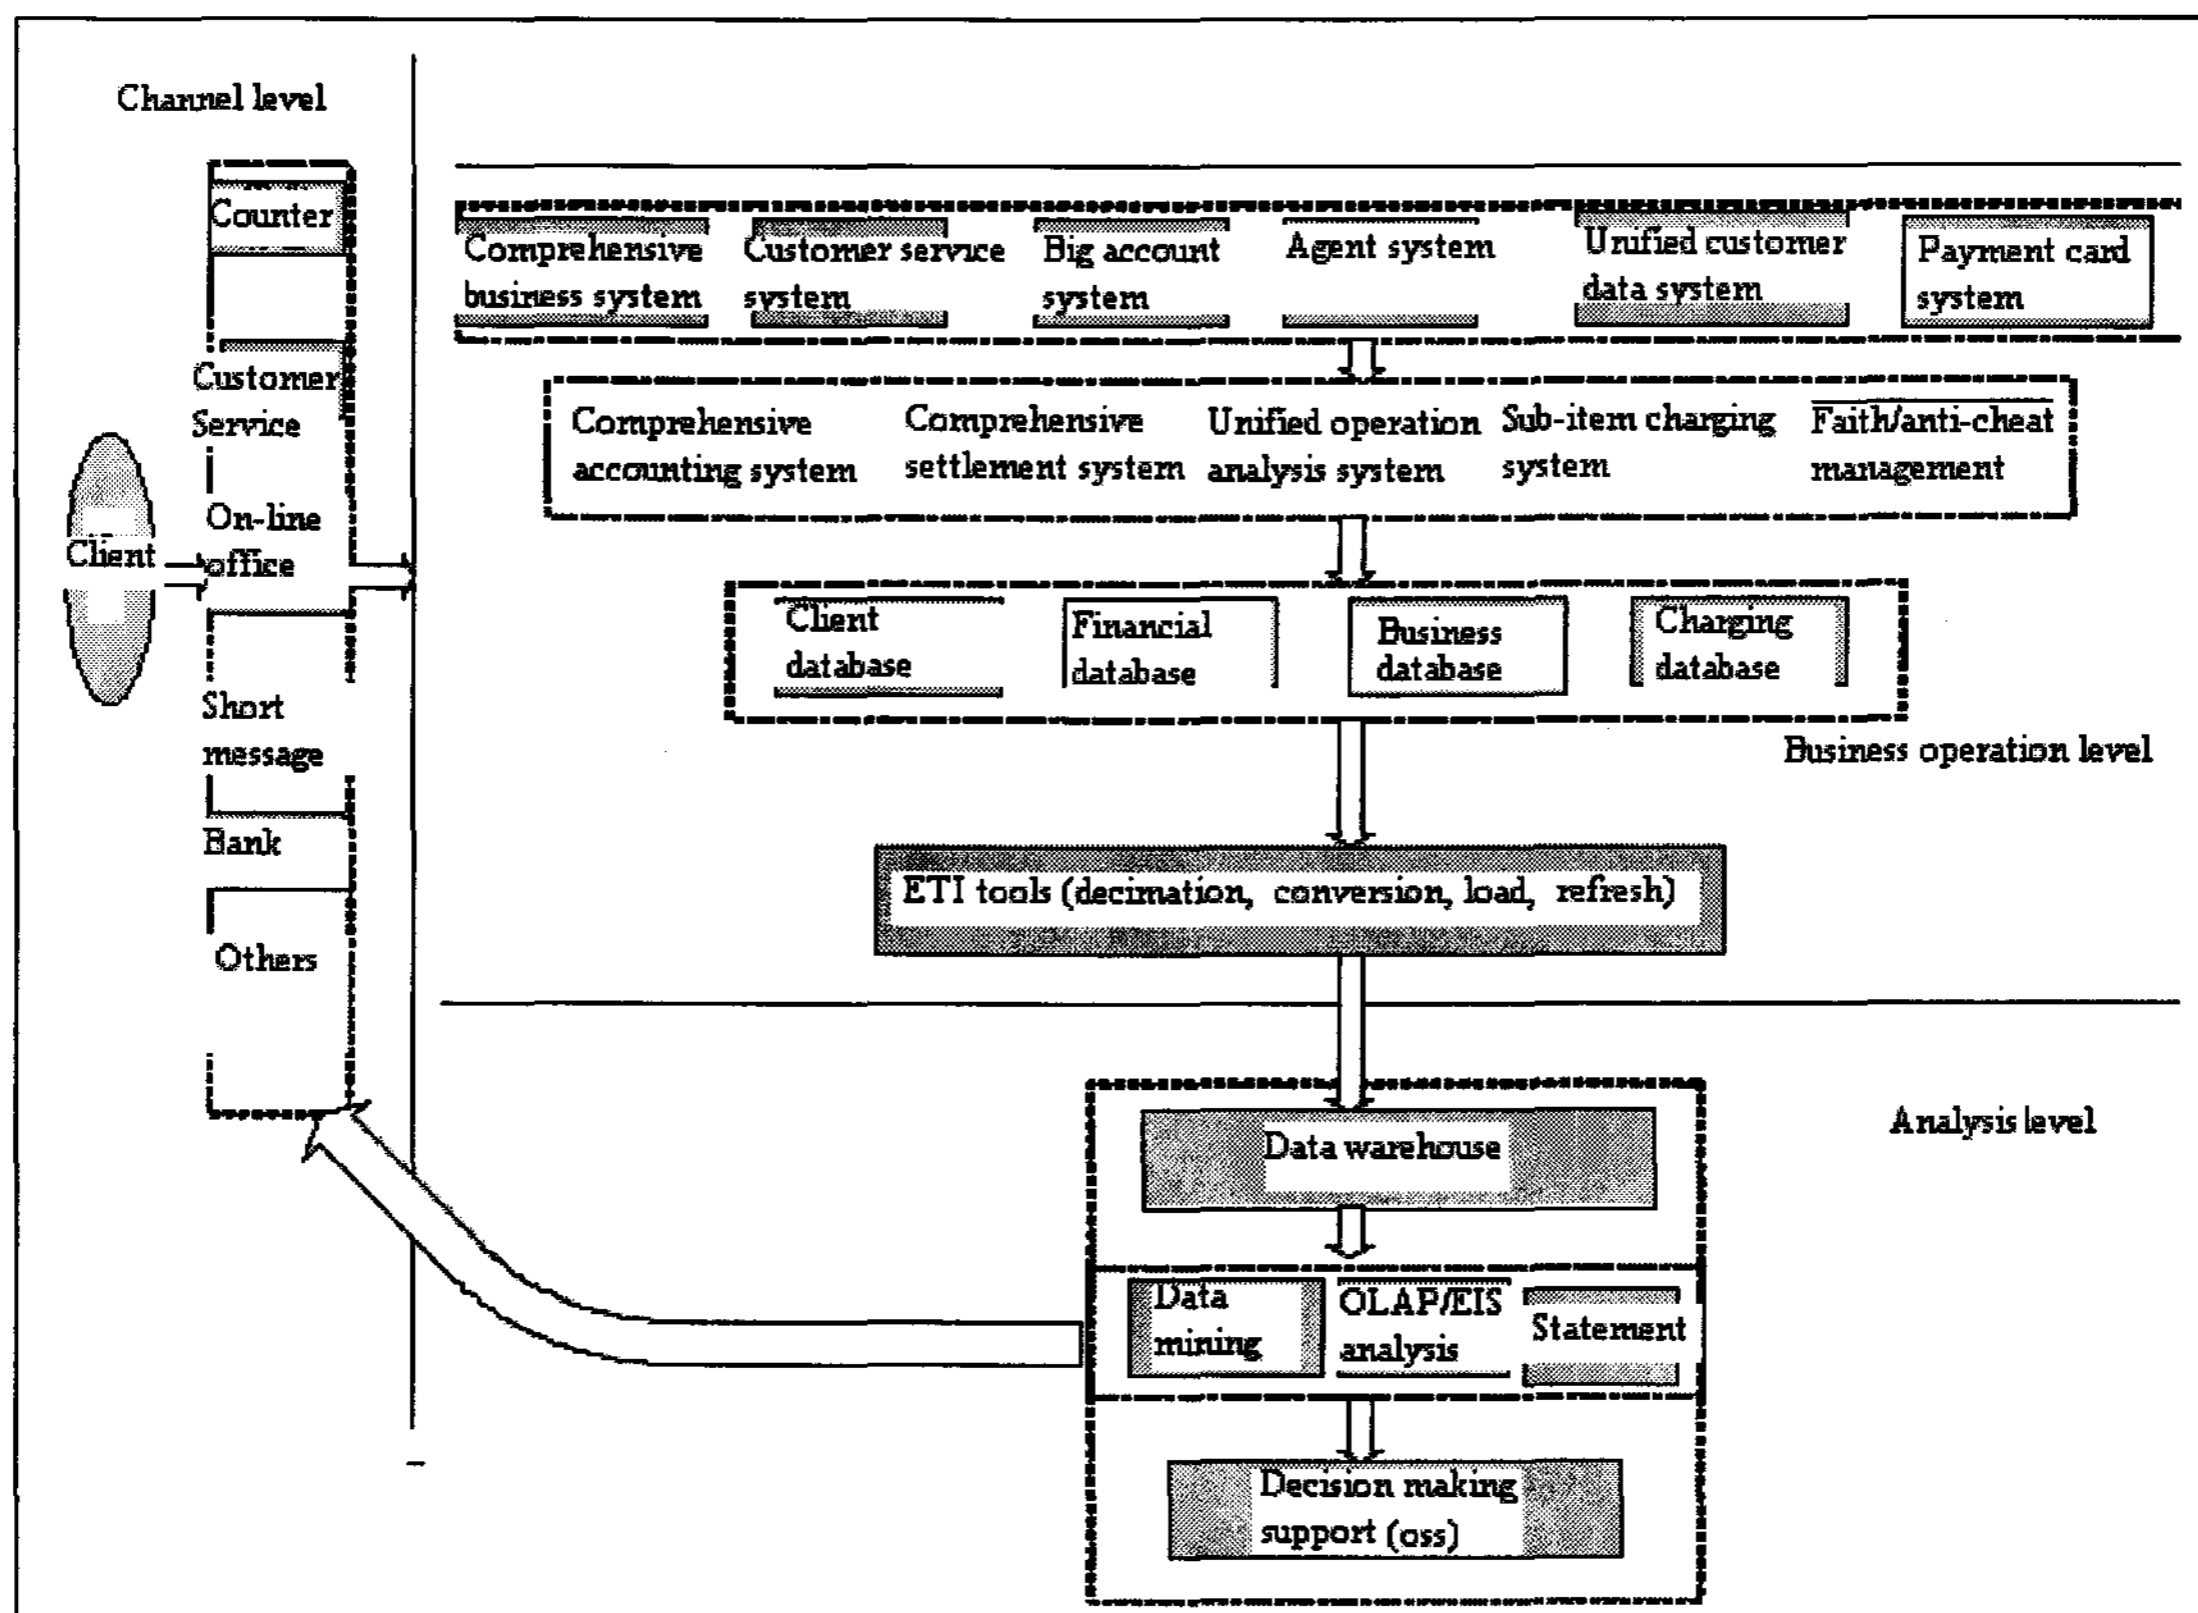 Channel level
Counter
Customer
Service
On-line
office
Short
message
Bank
Others
Client
Comprehensive
business system
Customer service
system
Big account
system
Agent system
Unified customer
data system
Payment card
system
Comprehensive
accounting system
Comprehensive
settlement system
Unified operation
analysis system
Sub-item charging
system
Faith/anti-cheat
management
Client
database
Financial
database
Business
database
Charging
database
Business operation level
ETI tools (decimation, conversion, load, refresh)
Analysis level
Data warehouse
Data
mining
OLAP/EIS
analysis
Statement
Decision making
support (oss)